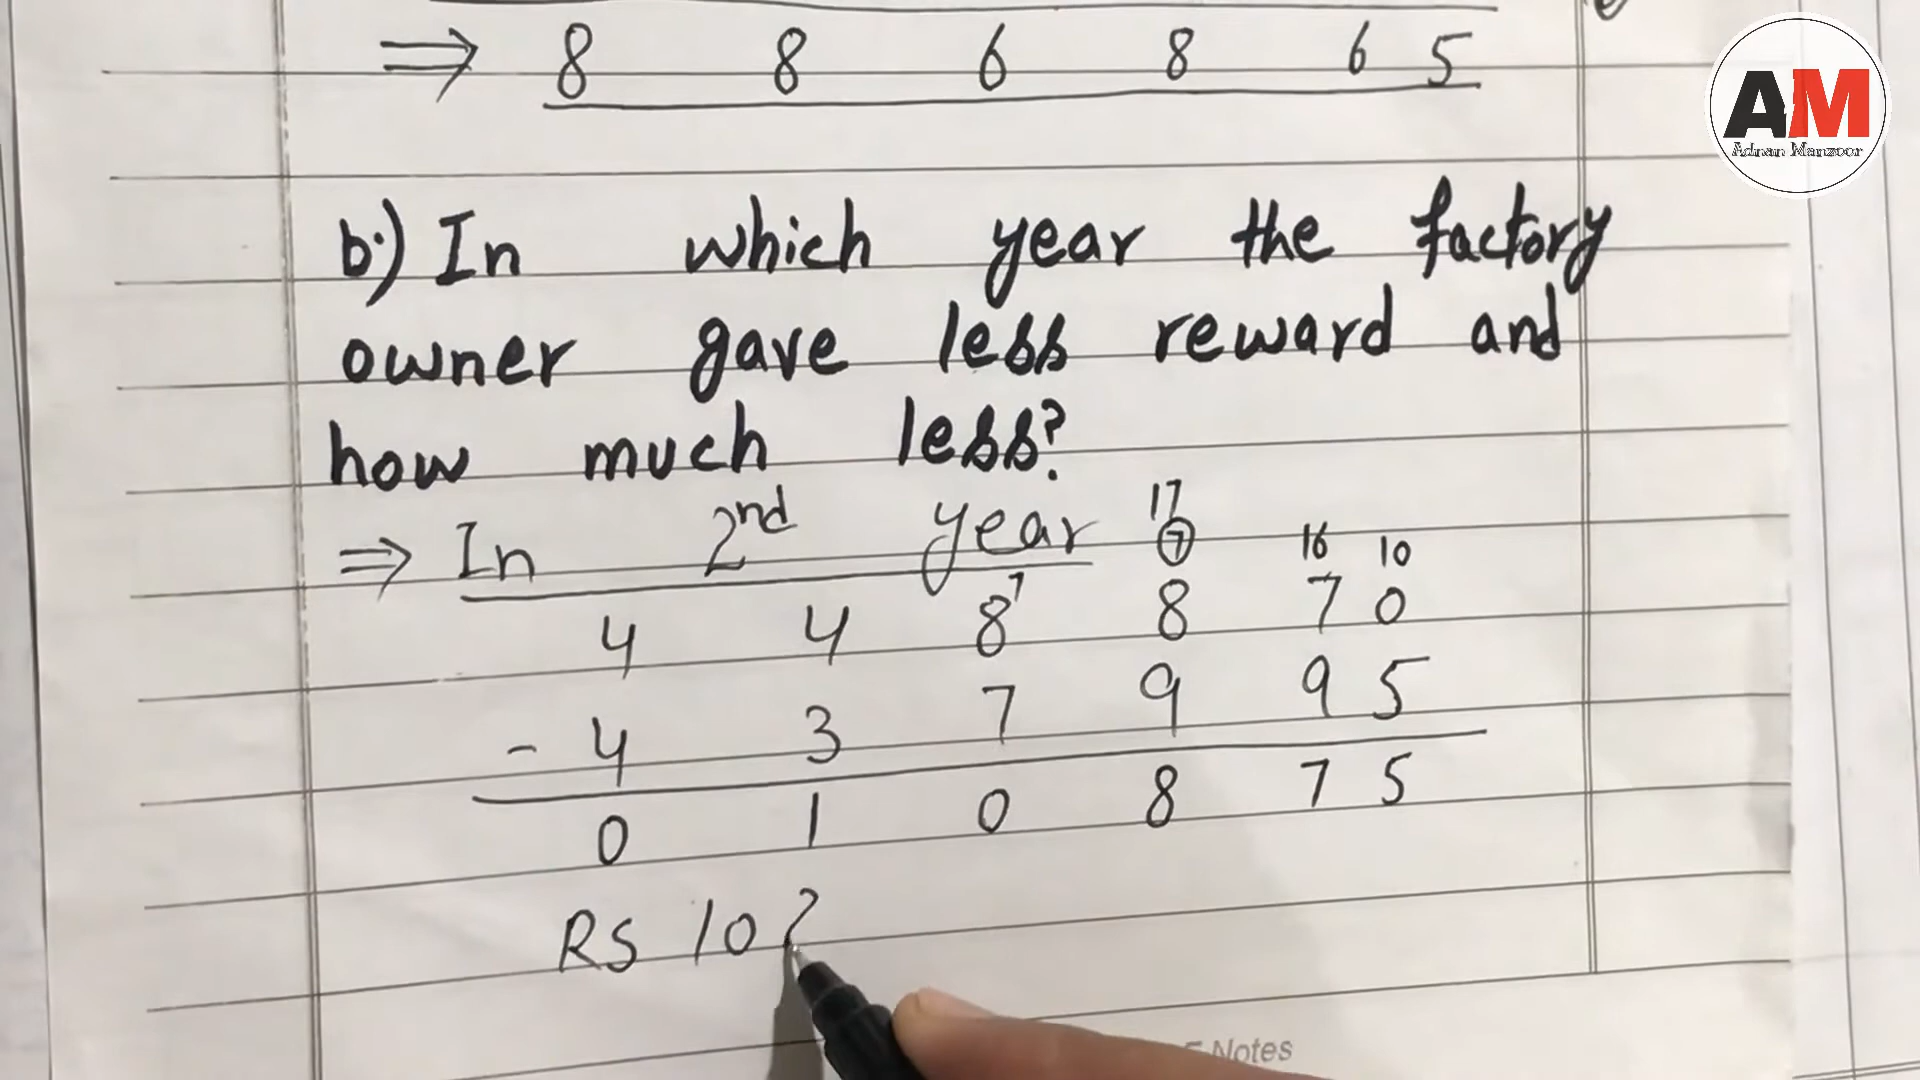 ⇒ 8 8 6 8 6 5
AM
Adnan Manzoor
b.) In which year the factory
owner gave less reward and
how much less?
⇒ In 2nd year
17
7 7 16 10
4 4 8 8 7 0
- 4 3 7 9 9 5
0 1 0 8 7 5
RS 10
Notes